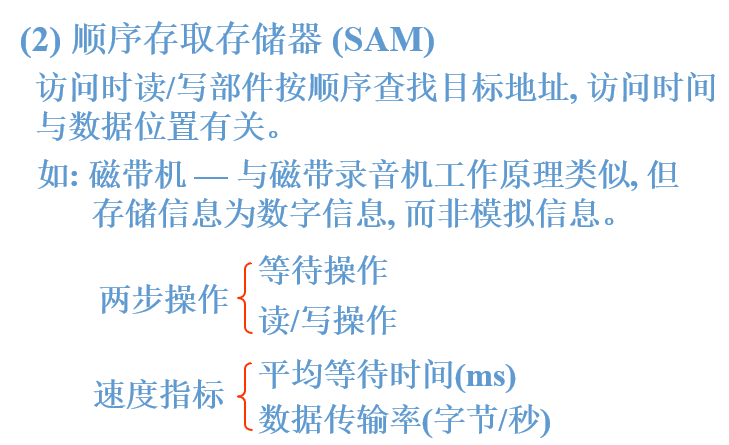 (2) 顺序存取存储器 (SAM)
访问时读/写部件按顺序查找目标地址, 访问时间
与数据位置有关。
如: 磁带机 — 与磁带录音机工作原理类似, 但
存储信息为数字信息, 而非模拟信息。
两步操作
等待操作
读/写操作
速度指标
平均等待时间(ms)
数据传输率(字节/秒)